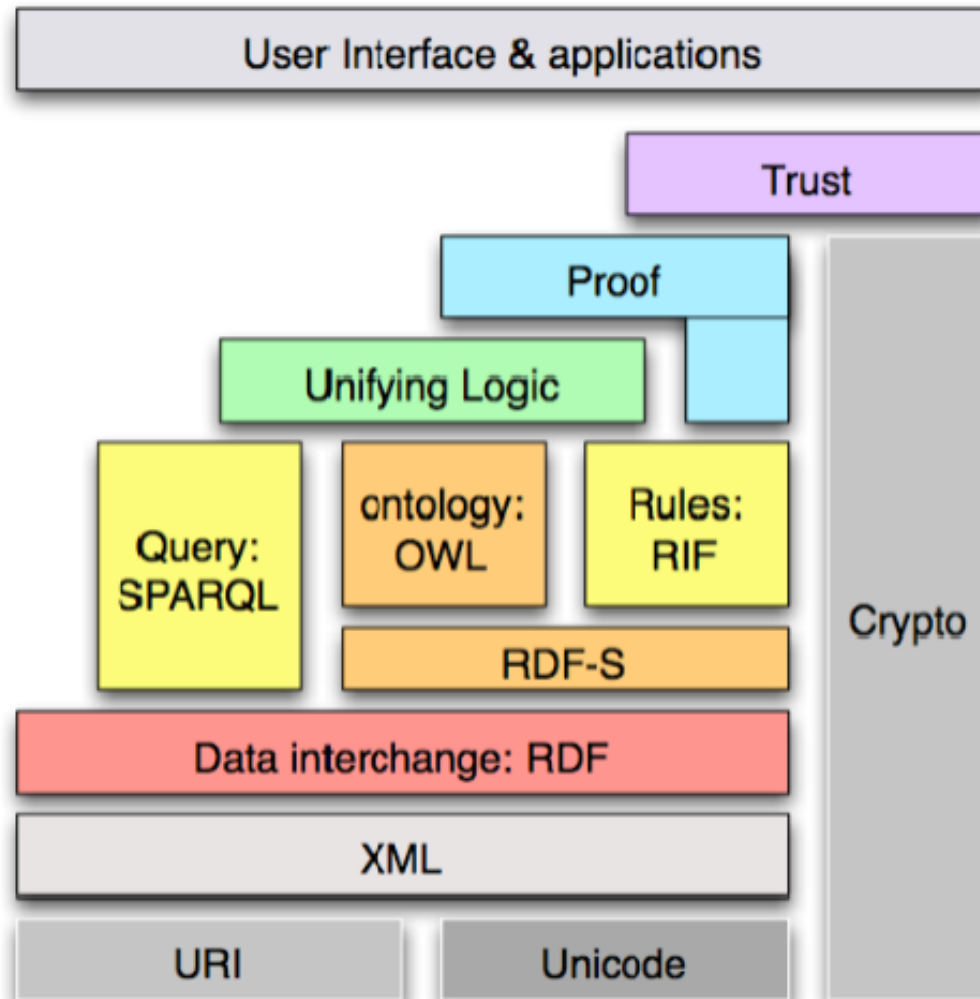 User Interface & applications
Trust
Proof
Unifying Logic
Query:
SPARQL
ontology:
OWL
Rules:
RIF
Crypto
RDF-S
Data interchange: RDF
XML
URI
Unicode